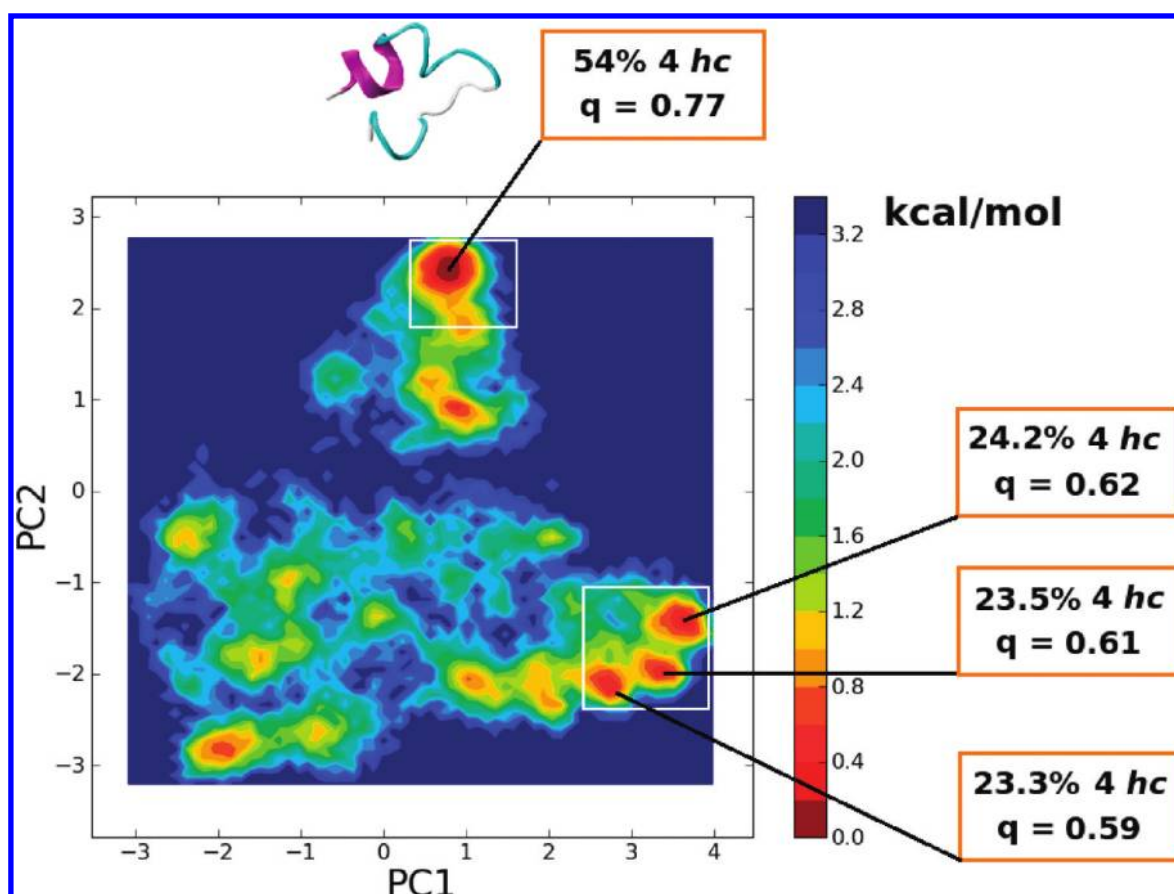 54% 4 hc
q = 0.77
kcal/mol
3
2
1
0
−1
−2
−3
PC2
−3
−2
−1
0
1
2
3
4
PC1
3.2
2.8
2.4
2.0
1.6
1.2
0.8
0.4
0.0
24.2% 4 hc
q = 0.62
23.5% 4 hc
q = 0.61
23.3% 4 hc
q = 0.59